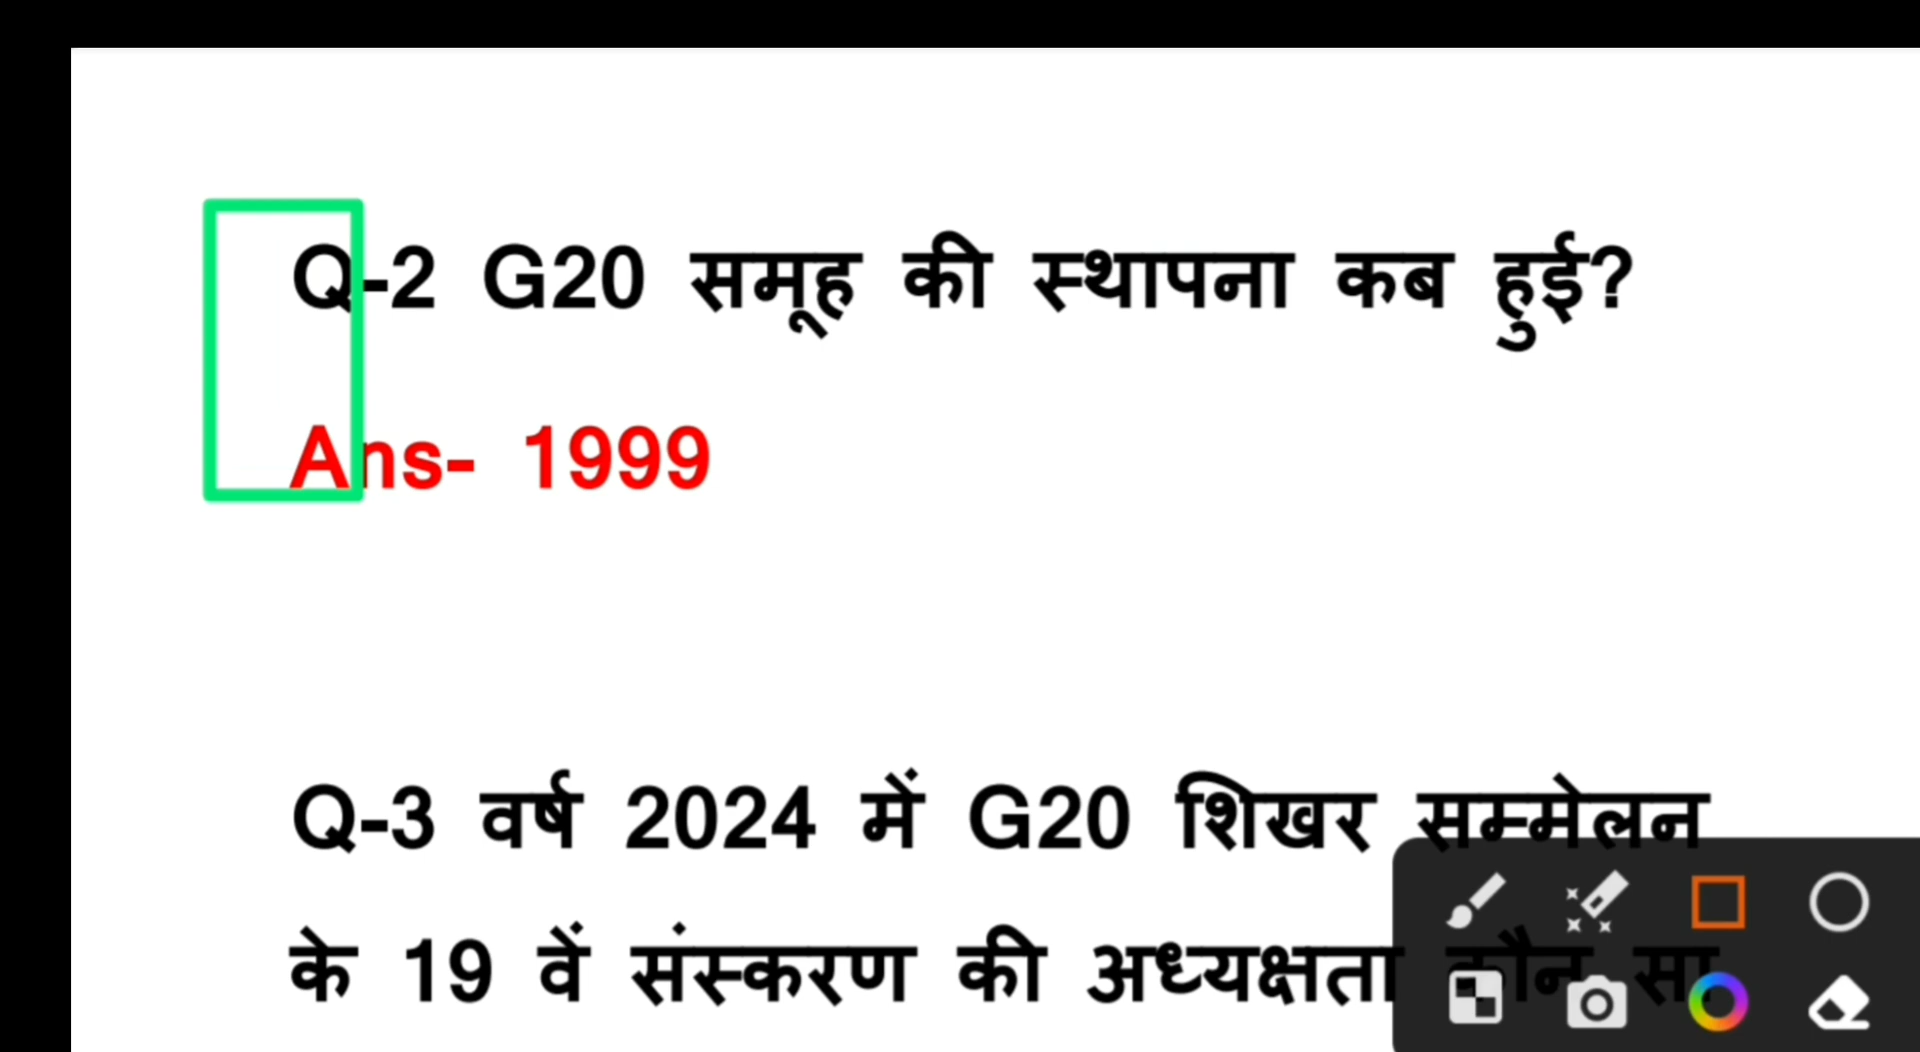 Q-2 G20 समूह की स्थापना कब हुई?
Ans- 1999
Q-3 वर्ष 2024 में G20 शिखर सम्मेलन
के 19 वें संस्करण की अध्यक्षता कौन सा